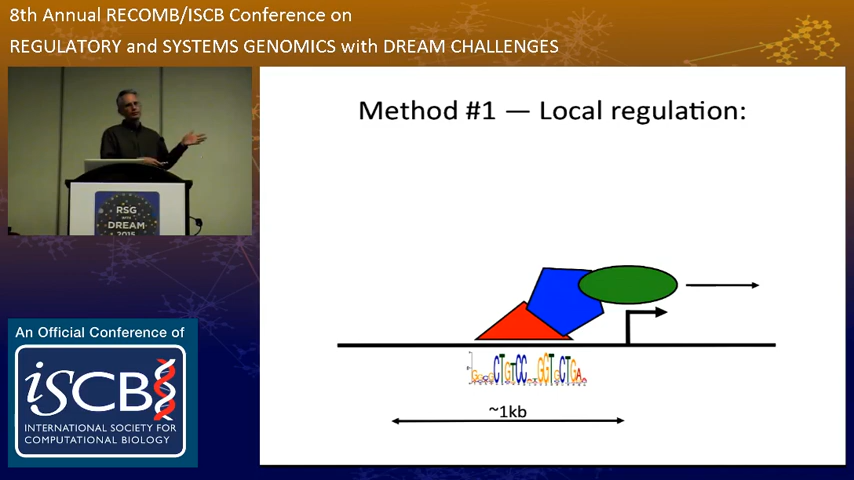 8th Annual RECOMB/ISCB Conference on
REGULATORY and SYSTEMS GENOMICS with DREAM CHALLENGES
Method #1 — Local regulation:
RSG
with
DREAM
2015
~1kb
An Official Conference of
iSCB
INTERNATIONAL SOCIETY FOR
COMPUTATIONAL BIOLOGY